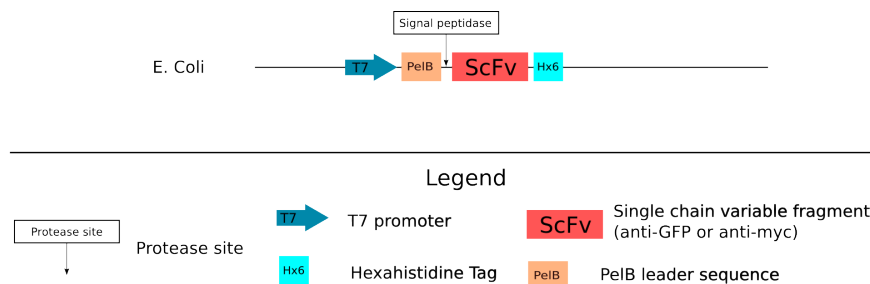 Signal peptidase
E. Coli
T7
PelB
ScFv
Hx6
Legend
Protease site
Protease site
T7
T7 promoter
ScFv
Single chain variable fragment
(anti-GFP or anti-myc)
Hx6
Hexahistidine Tag
PelB
PelB leader sequence